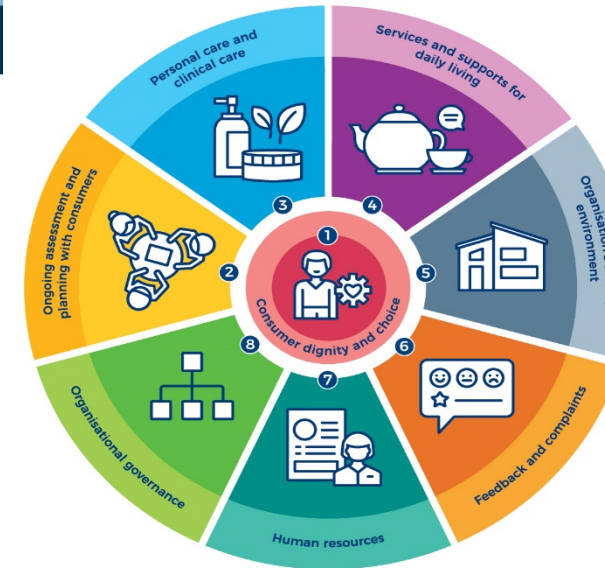 1
Consumer dignity and choice
2
Ongoing assessment and
planning with consumers
3
Personal care and
clinical care
4
Services and supports for
daily living
5
environment
6
Feedback and complaints
7
Human resources
8
Organisational governance